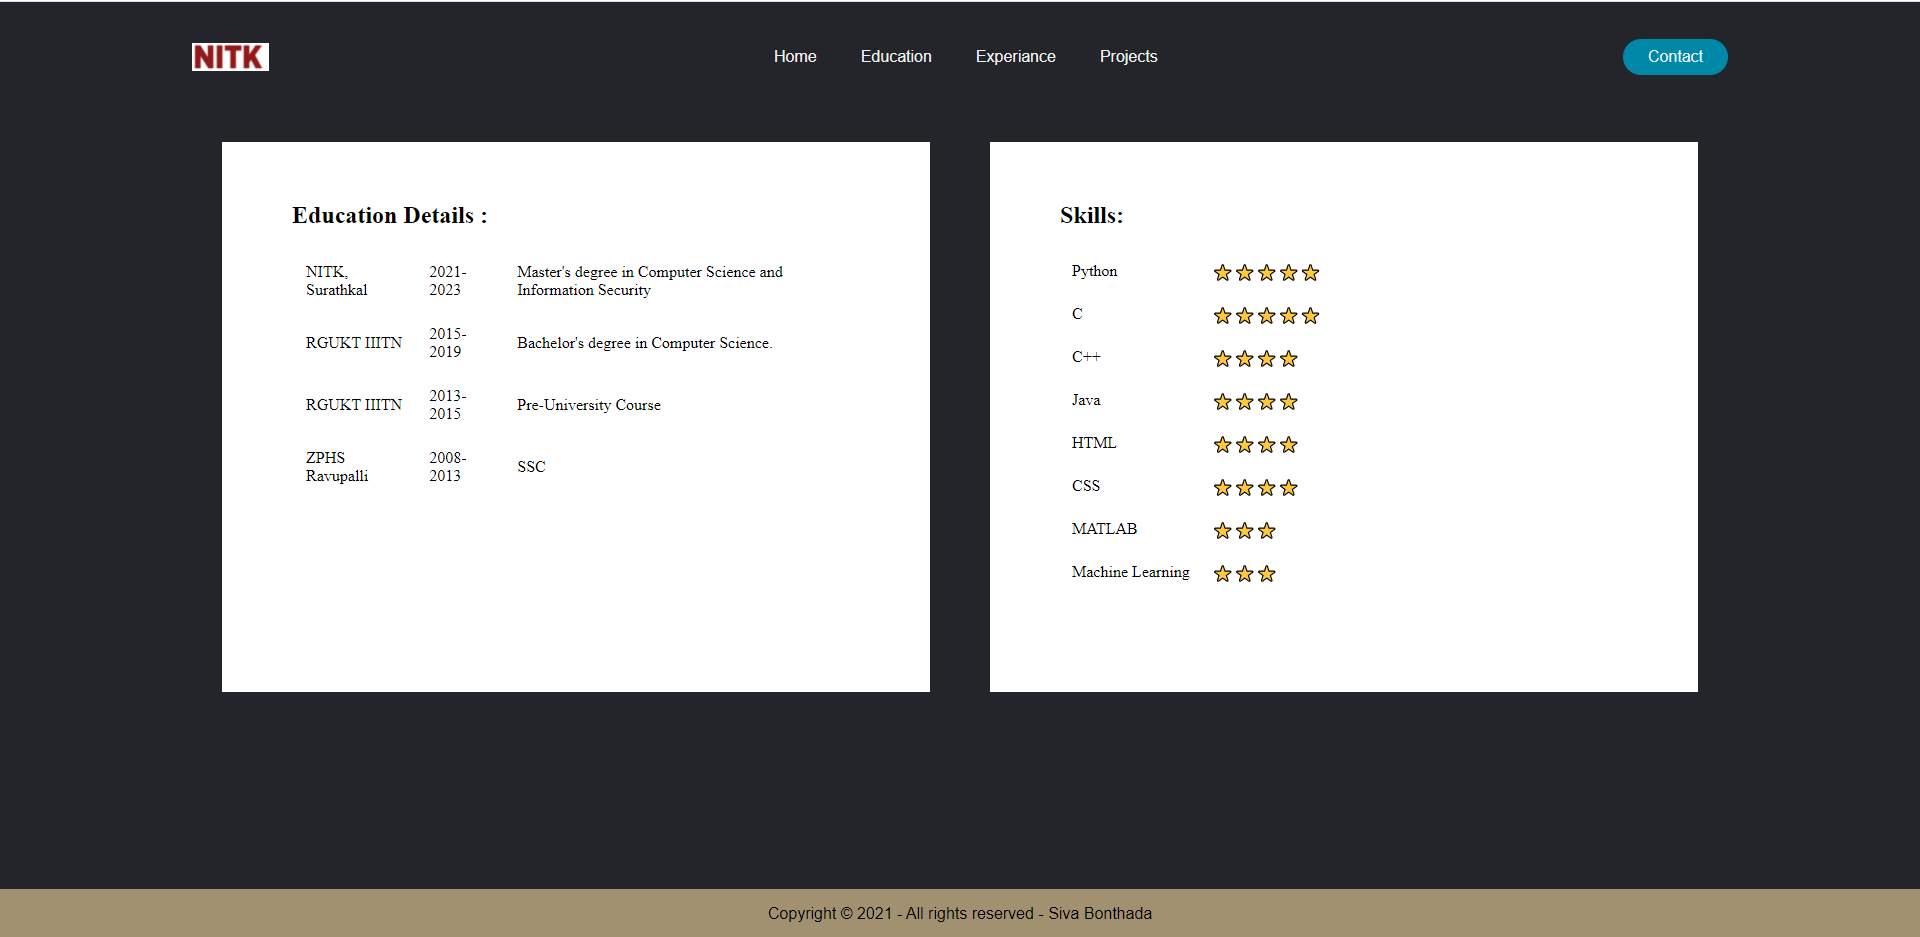 NITK
Home Education Experiance Projects
Contact
Education Details :
NITK, 2021- Master's degree in Computer Science and
Surathkal 2023 Information Security
RGUKT IIITN 2015- Bachelor's degree in Computer Science.
2019
RGUKT IIITN 2013- Pre-University Course
2015
ZPHS 2008- SSC
Ravupalli 2013
Skills:
Python
C
C++
Java
HTML
CSS
MATLAB
Machine Learning
Copyright © 2021 - All rights reserved - Siva Bonthada